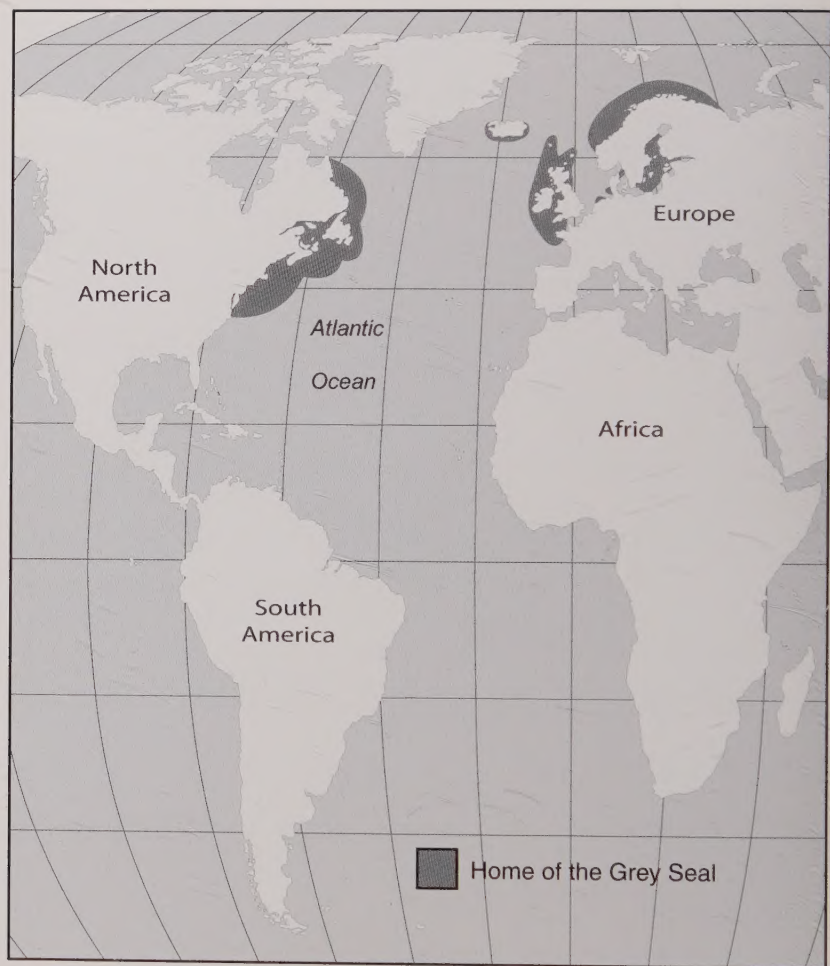 North
America
Europe
Atlantic
Ocean
Africa
South
America
Home of the Grey Seal